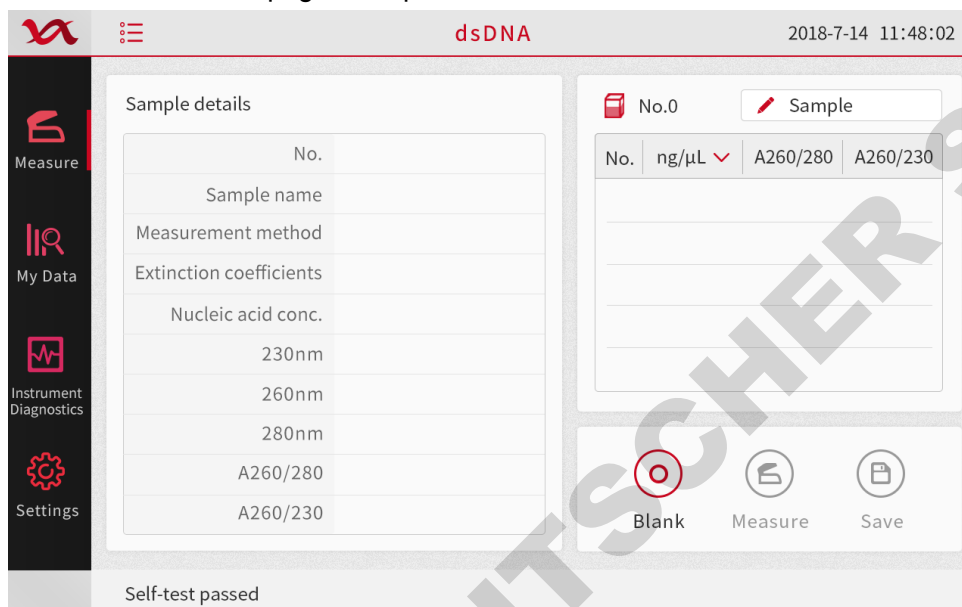 dsDNA
2018-7-14 11:48:02
Measure
My Data
Instrument
Diagnostics
Settings
Sample details
No.
Sample name
Measurement method
Extinction coefficients
Nucleic acid conc.
230nm
260nm
280nm
A260/280
A260/230
No.0
Sample
No. ng/µL A260/280 A260/230
Blank
Measure
Save
Self-test passed